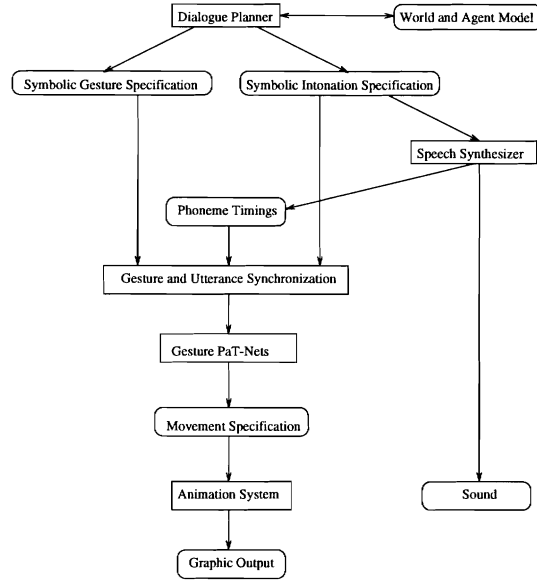 Dialogue Planner
World and Agent Model
Symbolic Gesture Specification
Symbolic Intonation Specification
Speech Synthesizer
Phoneme Timings
Gesture and Utterance Synchronization
Gesture PaT-Nets
Movement Specification
Animation System
Sound
Graphic Output